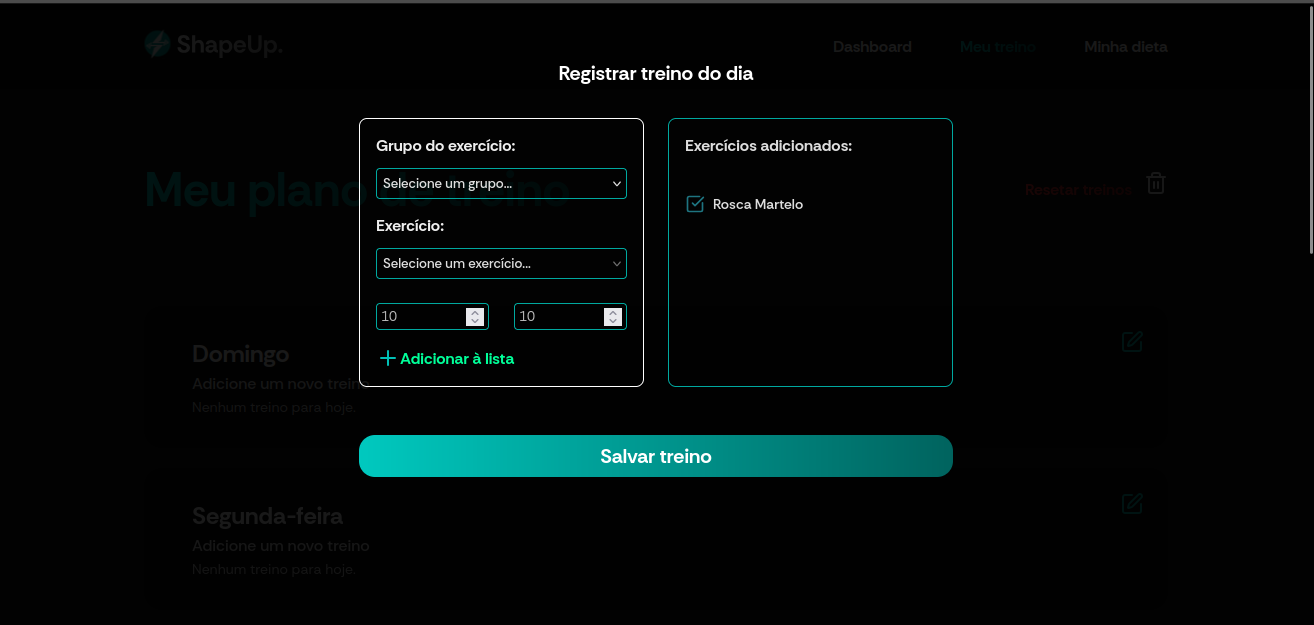 ShapeUp.
Dashboard
Meu treino
Minha dieta
Registrar treino do dia
Meu plano de treino
Resetar treinos
Grupo do exercício:
Selecione um grupo...
Exercício:
Selecione um exercício...
10
10
Adicionar à lista
Exercícios adicionados:
Rosca Martelo
Salvar treino
Domingo
Adicione um novo treino
Nenhum treino para hoje.
Segunda-feira
Adicione um novo treino
Nenhum treino para hoje.